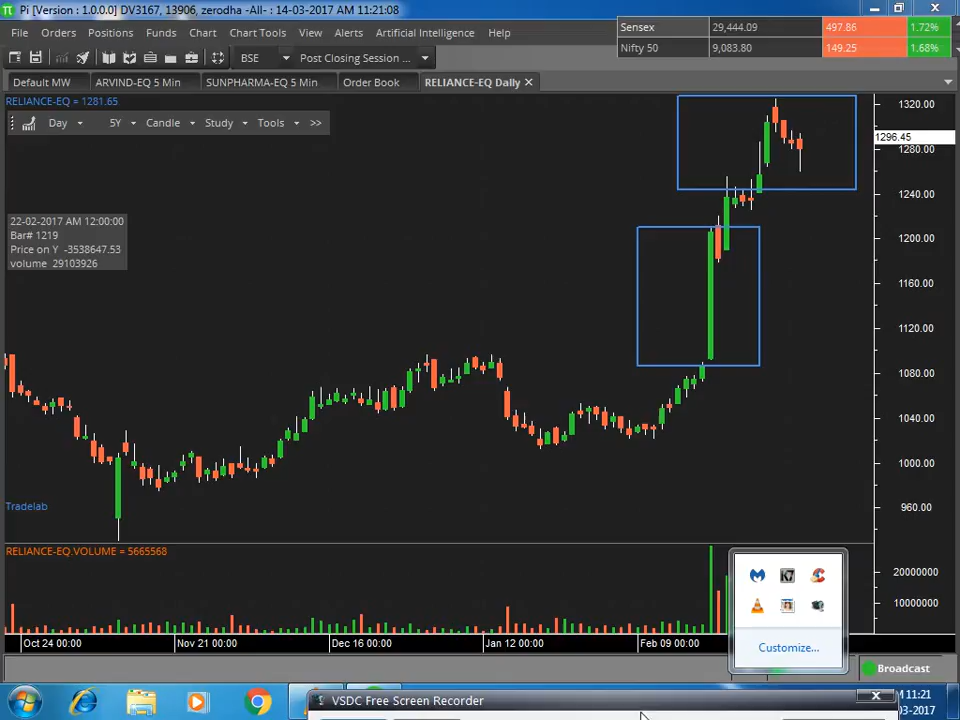 Pi [Version : 1.0.0.0] DV3167, 13906, zerodha -All- : 14-03-2017 AM 11:21:08
File Orders Positions Funds Chart Chart Tools View Alerts Artificial Intelligence Help
Sensex 29,444.09 497.86 1.72%
Nifty 50 9,083.80 149.25 1.68%
BSE Post Closing Session ...
Default MW ARVIND-EQ 5 Min SUNPHARMA-EQ 5 Min Order Book RELIANCE-EQ Daily
RELIANCE-EQ = 1281.65
Day 5Y Candle Study Tools >>
1320.00
1296.45
1280.00
1240.00
1200.00
1160.00
1120.00
1080.00
1040.00
1000.00
960.00
22-02-2017 AM 12:00:00
Bar# 1219
Price on Y -3538647.53
volume 29103926
Tradelab
RELIANCE-EQ.VOLUME = 5665568
20000000
10000000
Oct 24 00:00 Nov 21 00:00 Dec 16 00:00 Jan 12 00:00 Feb 09 00:00
Customize...
Broadcast
VSDC Free Screen Recorder
11:21
03-2017